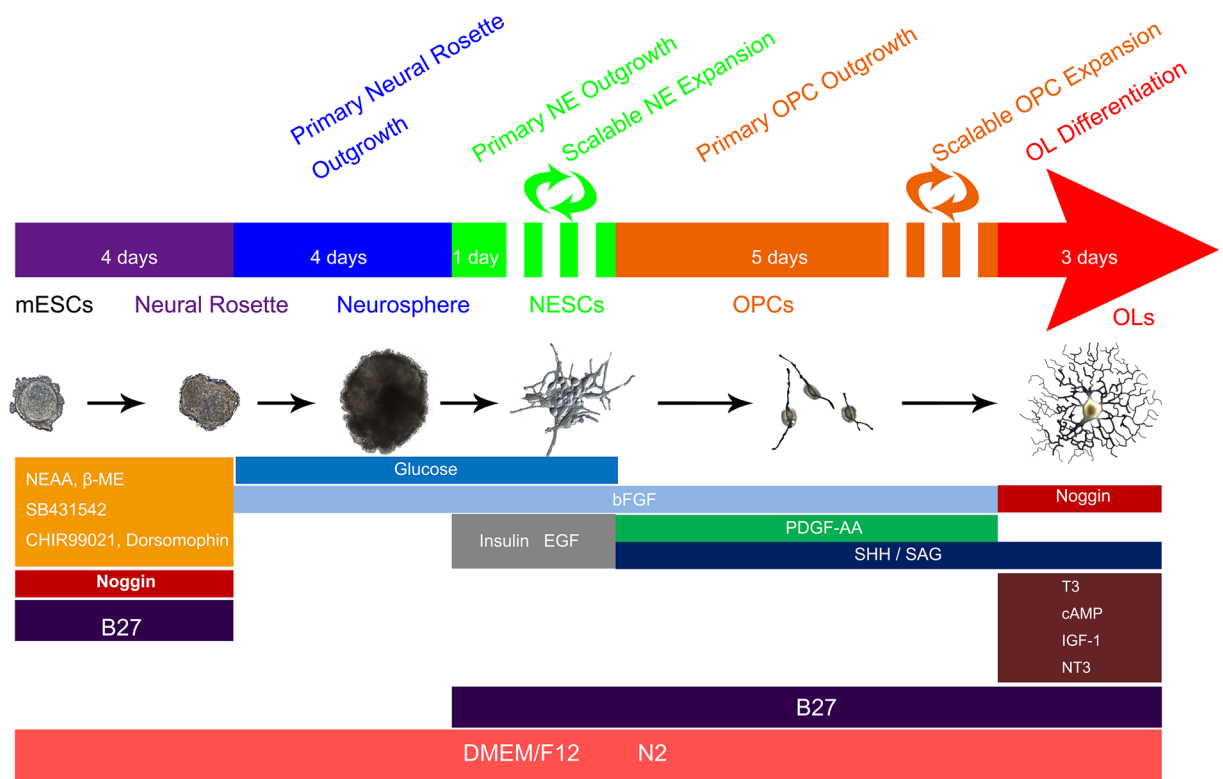 Primary Neural Rosette
Outgrowth
Primary NE Outgrowth
Scalable NE Expansion
Primary OPC Outgrowth
Scalable OPC Expansion
OL Differentiation
4 days
4 days
1 day
5 days
3 days
mESCs
Neural Rosette
Neurosphere
NESCs
OPCs
OLs
NEAA, β-ME
SB431542
CHIR99021, Dorsomophin
Noggin
B27
Glucose
bFGF
Noggin
Insulin EGF
PDGF-AA
SHH / SAG
T3
cAMP
IGF-1
NT3
B27
DMEM/F12 N2